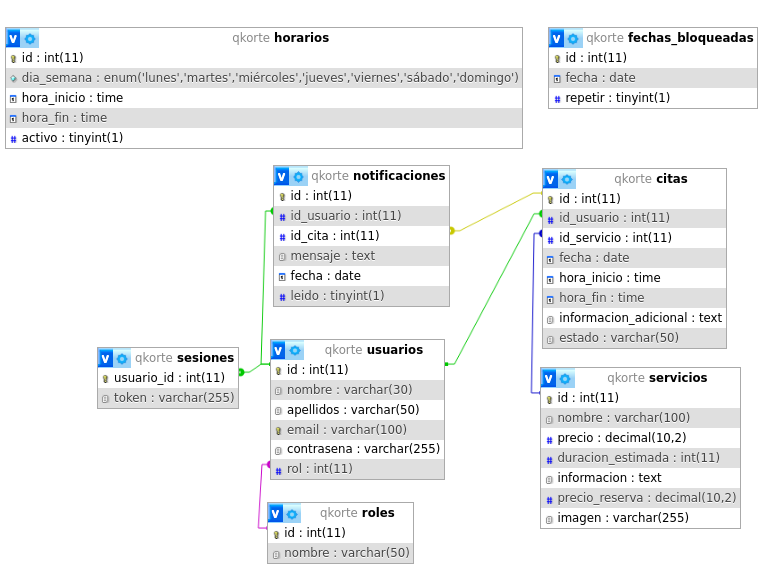 v qkorte horarios
id : int(11)
dia_semana : enum('lunes','martes','miércoles','jueves','viernes','sábado','domingo')
# hora_inicio : time
hora_fin : time
# activo : tinyint(1)
v qkorte fechas_bloqueadas
id : int(11)
fecha : date
# repetir : tinyint(1)
v qkorte notificaciones
id : int(11)
# id_usuario : int(11)
# id_cita : int(11)
mensaje : text
fecha : date
# leido : tinyint(1)
v qkorte citas
id : int(11)
# id_usuario : int(11)
# id_servicio : int(11)
fecha : date
hora_inicio : time
hora_fin : time
informacion_adicional : text
estado : varchar(50)
v qkorte sesiones
usuario_id : int(11)
token : varchar(255)
v qkorte usuarios
id : int(11)
nombre : varchar(30)
apellidos : varchar(50)
email : varchar(100)
contrasena : varchar(255)
# rol : int(11)
v qkorte servicios
id : int(11)
nombre : varchar(100)
# precio : decimal(10,2)
# duracion_estimada : int(11)
informacion : text
# precio_reserva : decimal(10,2)
imagen : varchar(255)
v qkorte roles
id : int(11)
nombre : varchar(50)